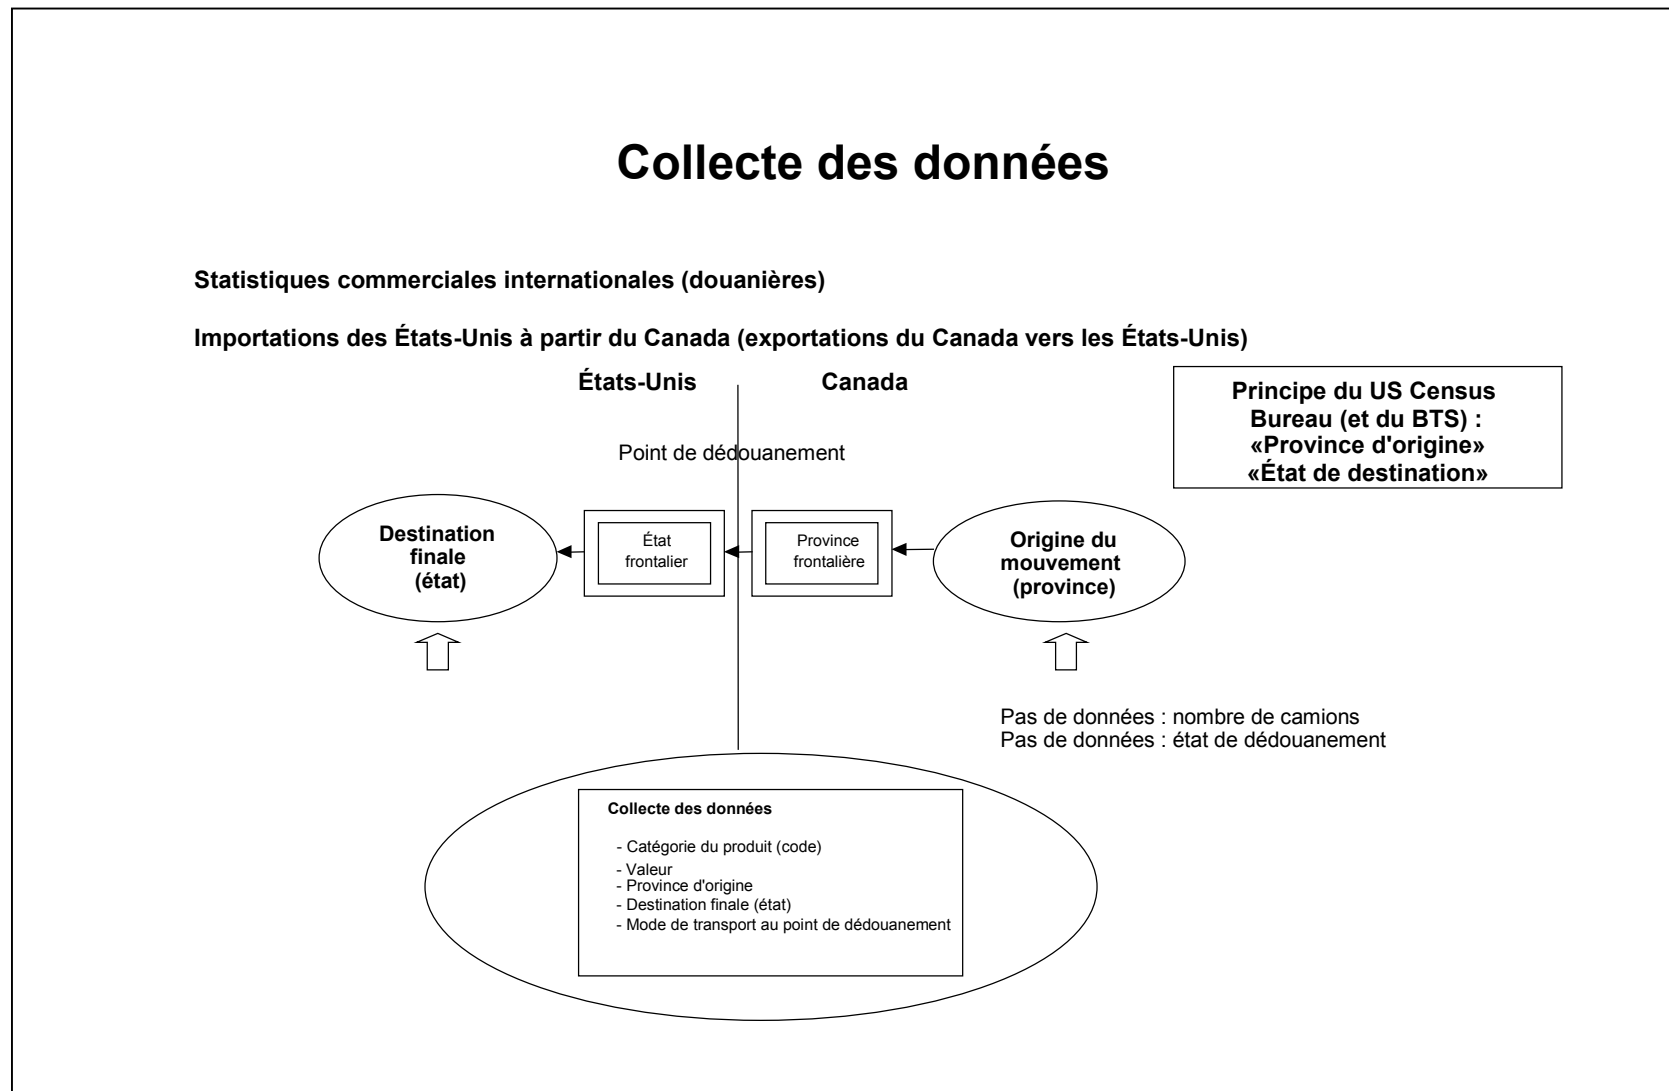 Collecte des données
Statistiques commerciales internationales (douanières)
Importations des États-Unis à partir du Canada (exportations du Canada vers les États-Unis)
États-Unis
Canada
Principe du US Census
Bureau (et du BTS) :
«Province d'origine»
«État de destination»
Point de dédouanement
Destination
finale
(état)
État
frontalier
Province
frontalière
Origine du
mouvement
(province)
Pas de données : nombre de camions
Pas de données : état de dédouanement
Collecte des données
- Catégorie du produit (code)
- Valeur
- Province d'origine
- Destination finale (état)
- Mode de transport au point de dédouanement